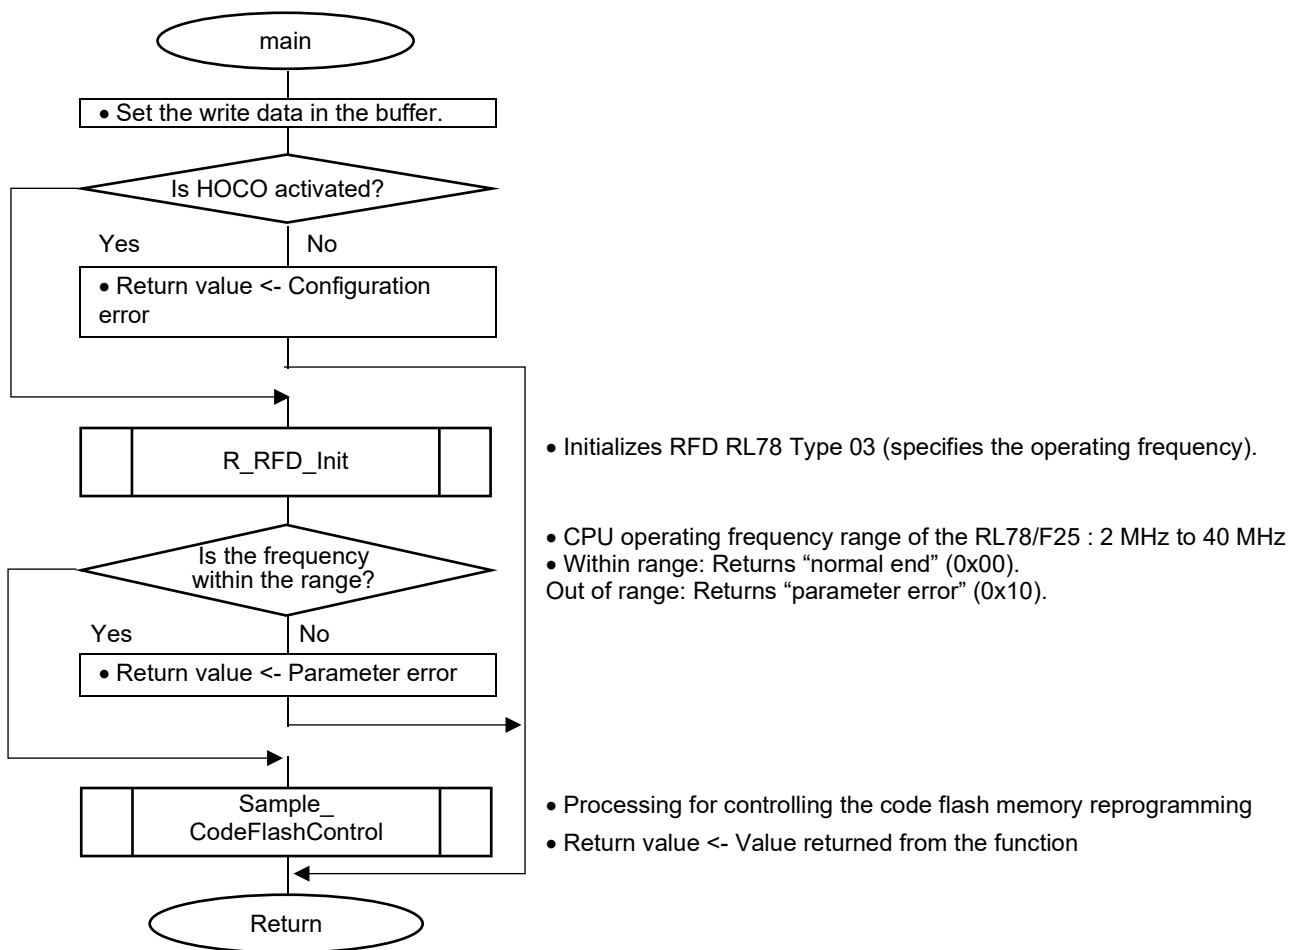 main
• Set the write data in the buffer.
Is HOCO activated?
Yes
No
• Return value <- Configuration
error
R_RFD_Init
• Initializes RFD RL78 Type 03 (specifies the operating frequency).
Is the frequency
within the range?
• CPU operating frequency range of the RL78/F25 : 2 MHz to 40 MHz
• Within range: Returns “normal end” (0x00).
Out of range: Returns “parameter error” (0x10).
Yes
No
• Return value <- Parameter error
Sample_
CodeFlashControl
• Processing for controlling the code flash memory reprogramming
• Return value <- Value returned from the function
Return